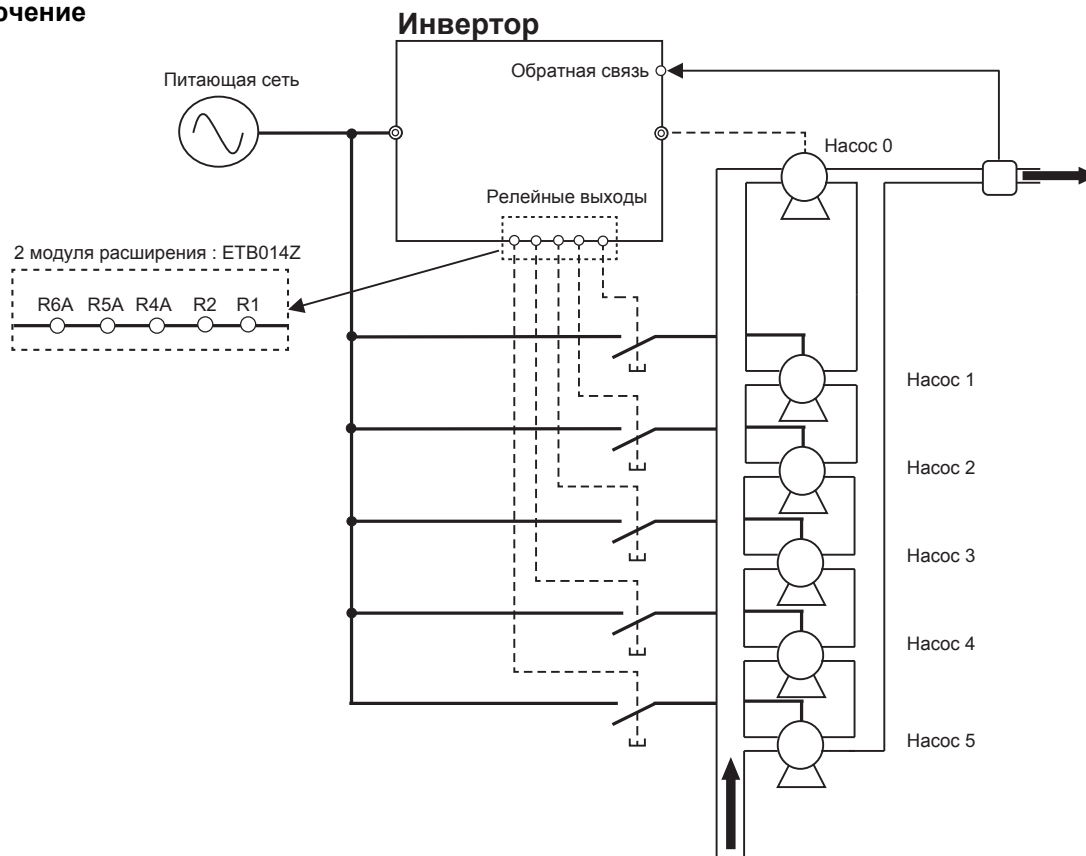 Инвертор
Обратная связь
Питающая сеть
Насос 0
Релейные выходы
2 модуля расширения : ETB014Z
R6A R5A R4A R2 R1
Насос 1
Насос 2
Насос 3
Насос 4
Насос 5